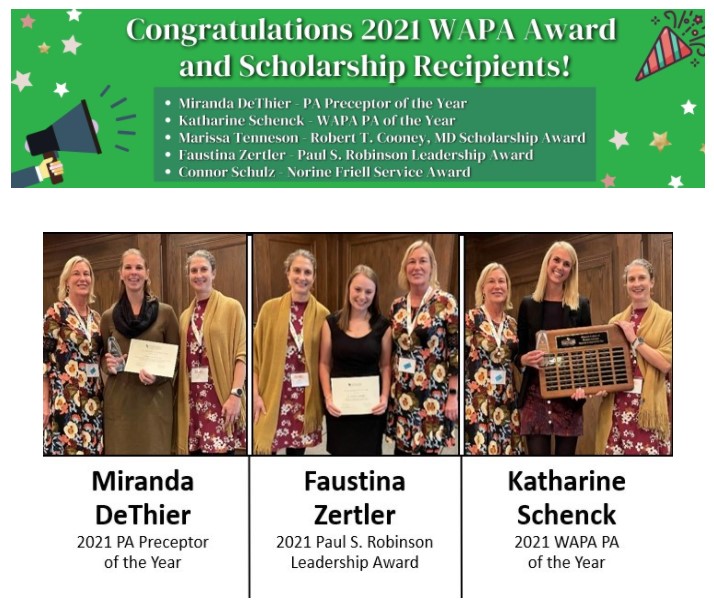 Congratulations 2021 WAPA Award
and Scholarship Recipients!
• Miranda DeThier - PA Preceptor of the Year
• Katharine Schenck - WAPA PA of the Year
• Marissa Tenneson - Robert T. Cooney, MD Scholarship Award
• Faustina Zertler - Paul S. Robinson Leadership Award
• Connor Schulz - Norine Friell Service Award
Miranda
DeThier
2021 PA Preceptor
of the Year
Faustina
Zertler
2021 Paul S. Robinson
Leadership Award
Katharine
Schenck
2021 WAPA PA
of the Year